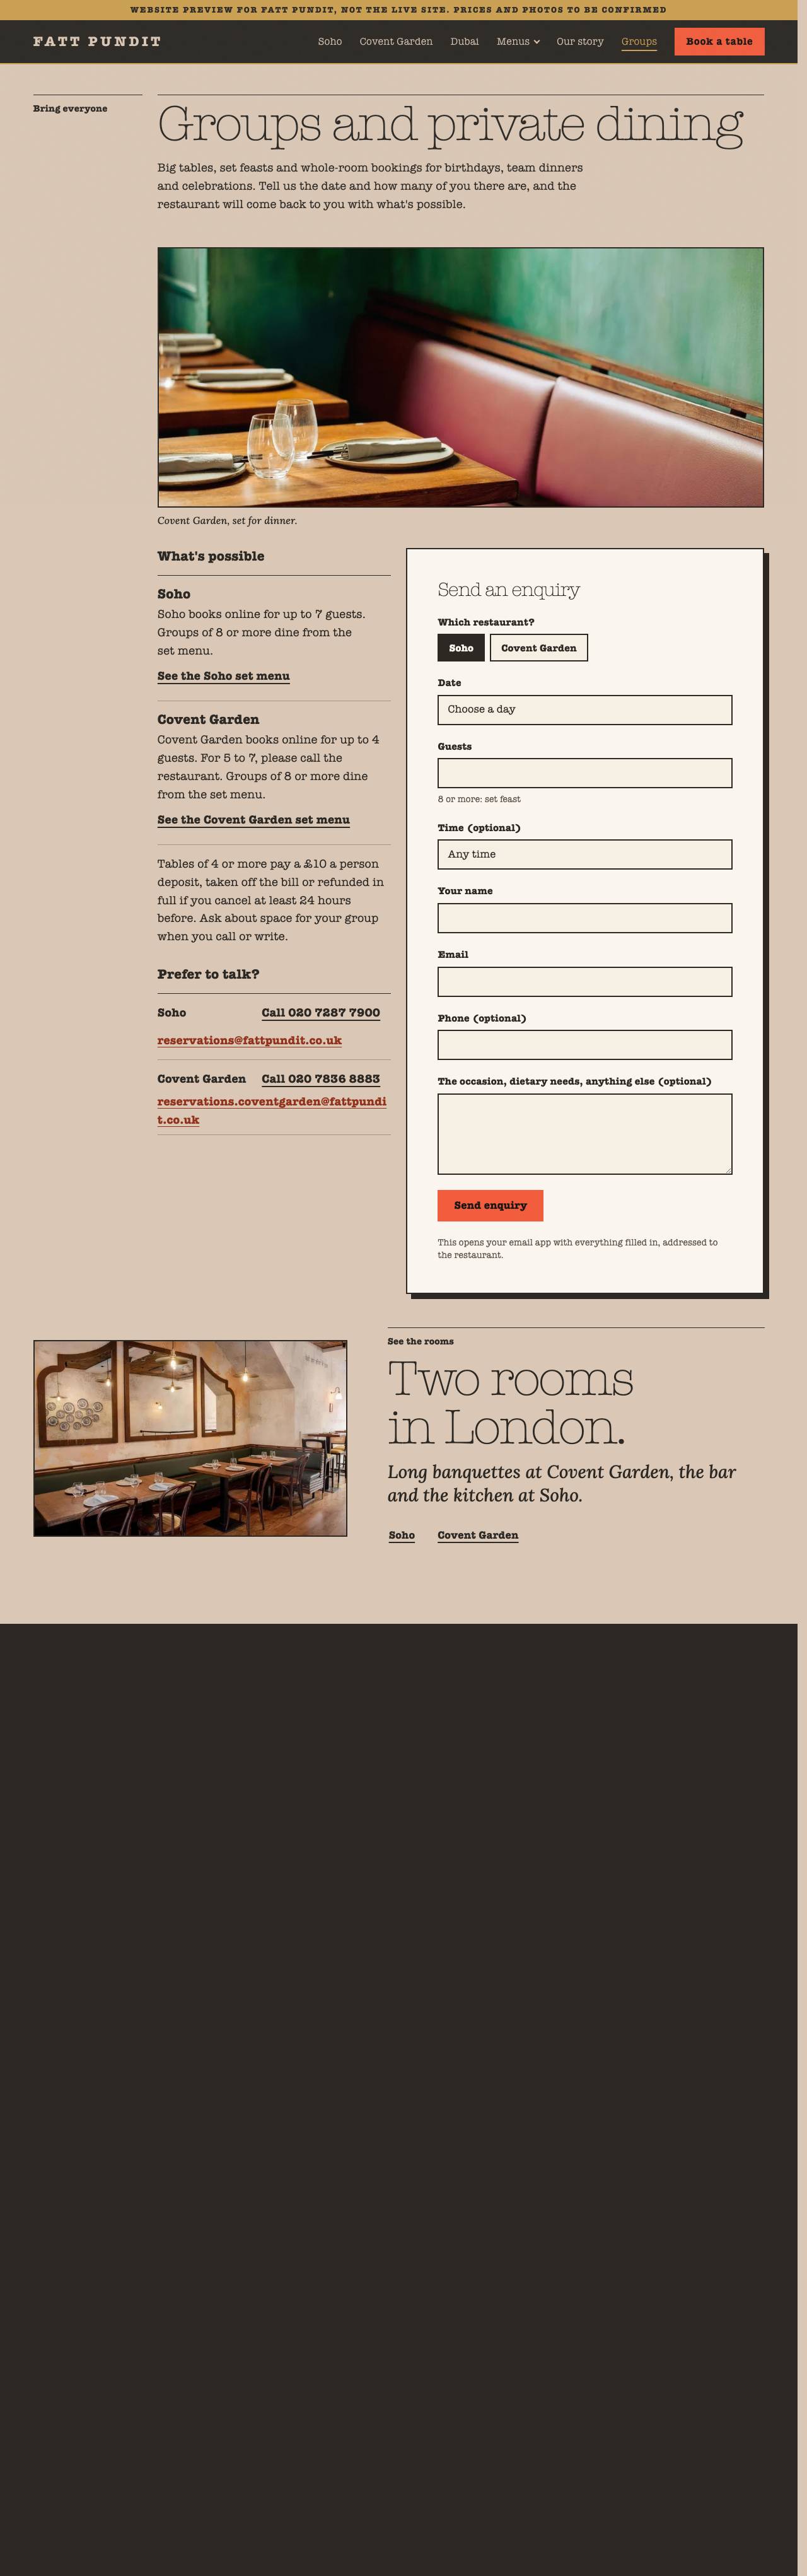 WEBSITE PREVIEW FOR FATT PUNDIT, NOT THE LIVE SITE. PRICES AND PHOTOS TO BE CONFIRMED
FATT PUNDIT
Soho
Covent Garden
Dubai
Menus
Our story
Groups
Book a table
Bring everyone
Groups and private dining
Big tables, set feasts and whole-room bookings for birthdays, team dinners
and celebrations. Tell us the date and how many of you there are, and the
restaurant will come back to you with what's possible.
Covent Garden, set for dinner.
What's possible
Soho
Soho books online for up to 7 guests.
Groups of 8 or more dine from the
set menu.
See the Soho set menu
Covent Garden
Covent Garden books online for up to 4
guests. For 5 to 7, please call the
restaurant. Groups of 8 or more dine
from the set menu.
See the Covent Garden set menu
Tables of 4 or more pay a £10 a person
deposit, taken off the bill or refunded in
full if you cancel at least 24 hours
before. Ask about space for your group
when you call or write.
Prefer to talk?
Soho
Call 020 7287 7900
reservations@fattpundit.co.uk
Covent Garden
Call 020 7836 8883
reservations.coventgarden@fattpundi
t.co.uk
Send an enquiry
Which restaurant?
Soho
Covent Garden
Date
Choose a day
Guests
8 or more: set feast
Time (optional)
Any time
Your name
Email
Phone (optional)
The occasion, dietary needs, anything else (optional)
Send enquiry
This opens your email app with everything filled in, addressed to
the restaurant.
See the rooms
Two rooms
in London.
Long banquettes at Covent Garden, the bar
and the kitchen at Soho.
Soho
Covent Garden